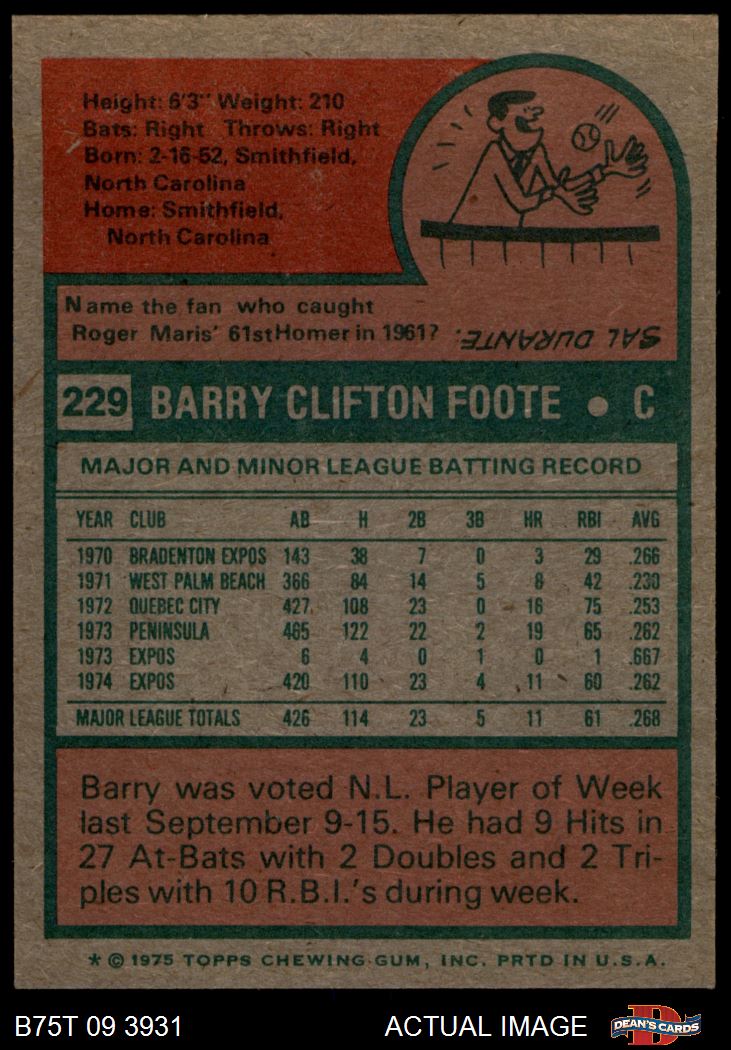 Height: 6'3" Weight: 210
Bats: Right Throws: Right
Born: 2-16-52, Smithfield,
North Carolina
Home: Smithfield,
North Carolina
Name the fan who caught
Roger Maris' 61st Homer in 1961?
SAL DURANTE.
229 BARRY CLIFTON FOOTE • C
MAJOR AND MINOR LEAGUE BATTING RECORD
YEAR CLUB AB H 2B 3B HR RBI AVG
1970 BRADENTON EXPOS 143 38 7 0 3 29 .266
1971 WEST PALM BEACH 366 84 14 5 8 42 .230
1972 QUEBEC CITY 427 108 23 0 16 75 .253
1973 PENINSULA 465 122 22 2 19 65 .262
1973 EXPOS 6 4 0 1 0 1 .667
1974 EXPOS 420 110 23 4 11 60 .262
MAJOR LEAGUE TOTALS 426 114 23 5 11 61 .268
Barry was voted N.L. Player of Week
last September 9-15. He had 9 Hits in
27 At-Bats with 2 Doubles and 2 Tri-
ples with 10 R.B.I.'s during week.
* © 1975 TOPPS CHEWING GUM, INC. PRTD IN U.S.A.
B75T 09 3931 ACTUAL IMAGE
D
DEAN'S CARDS